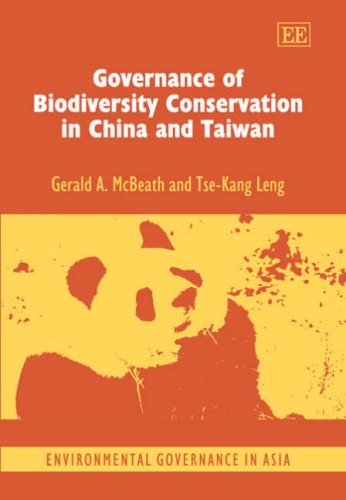 EE
Governance of
Biodiversity Conservation
in China and Taiwan
Gerald A. McBeath and Tse-Kang Leng
ENVIRONMENTAL GOVERNANCE IN ASIA